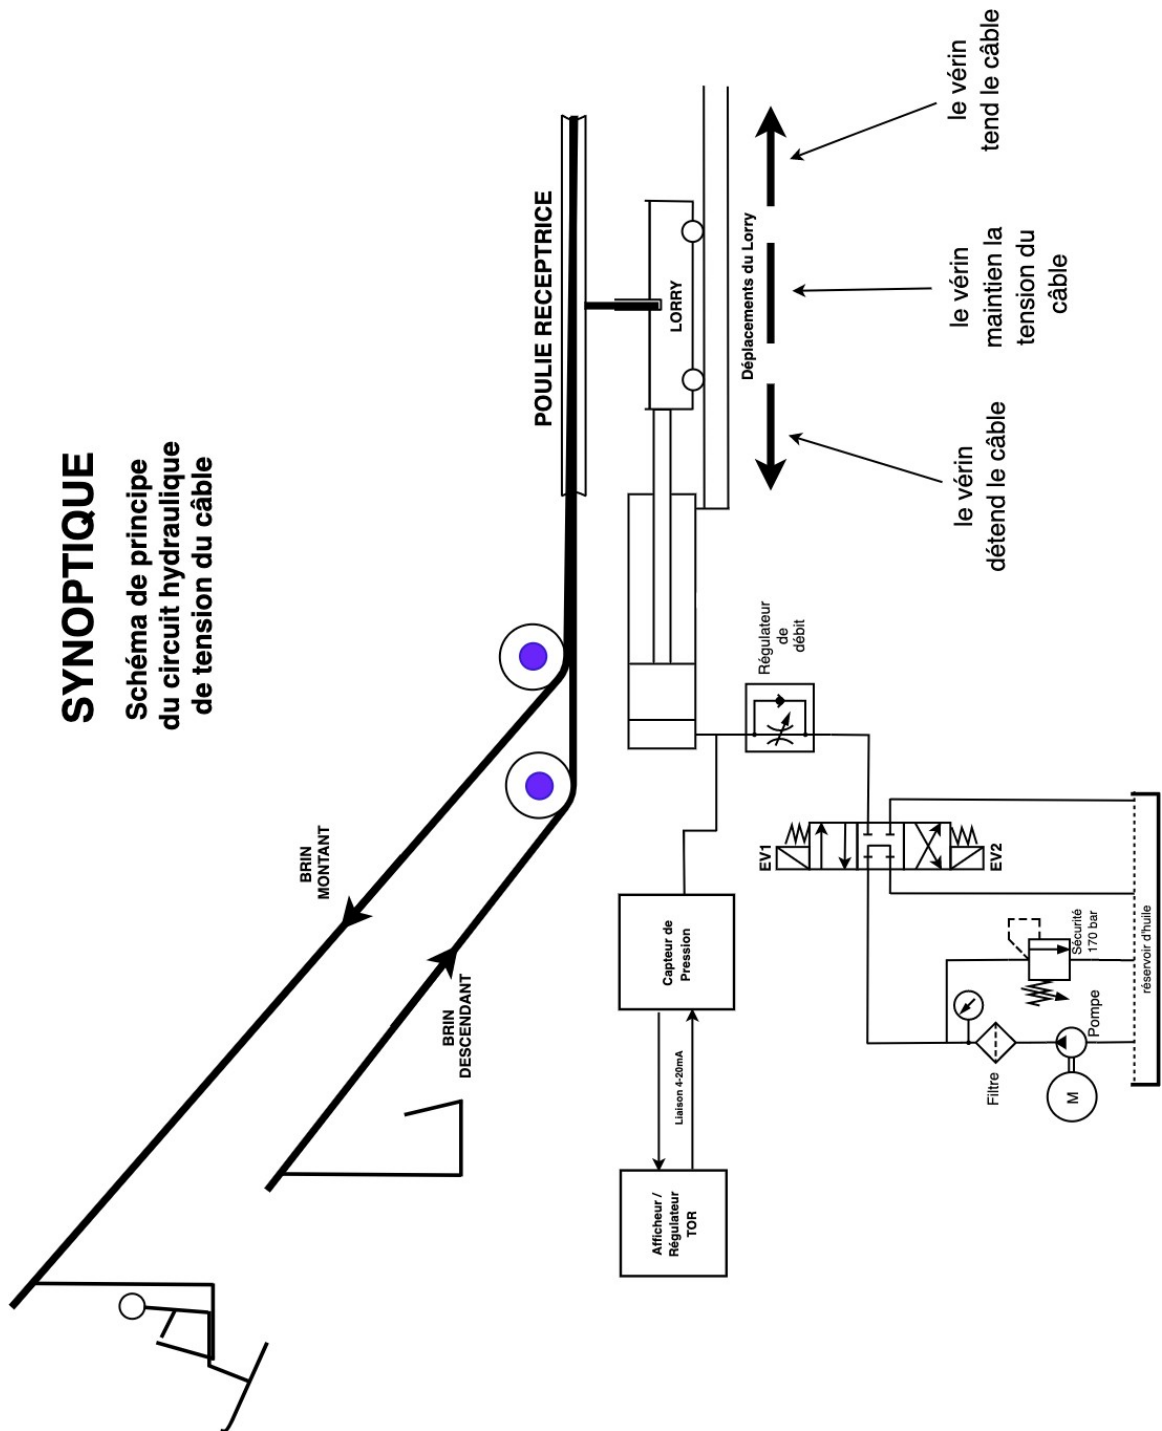 SYNOPTIQUE
Schéma de principe
du circuit hydraulique
de tension du câble
BRIN
MONTANT
BRIN
DESCENDANT
POULIE RECEPTRICE
LORRY
Déplacements du Lorry
le vérin
détend le câble
le vérin
maintien la
tension du
câble
le vérin
tend le câble
Régulateur
de
débit
Afficheur /
Régulateur
TOR
Liaison 4-20mA
Capteur de
Pression
EV1
EV2
M
Pompe
Filtre
Sécurité
170 bar
réservoir d'huile